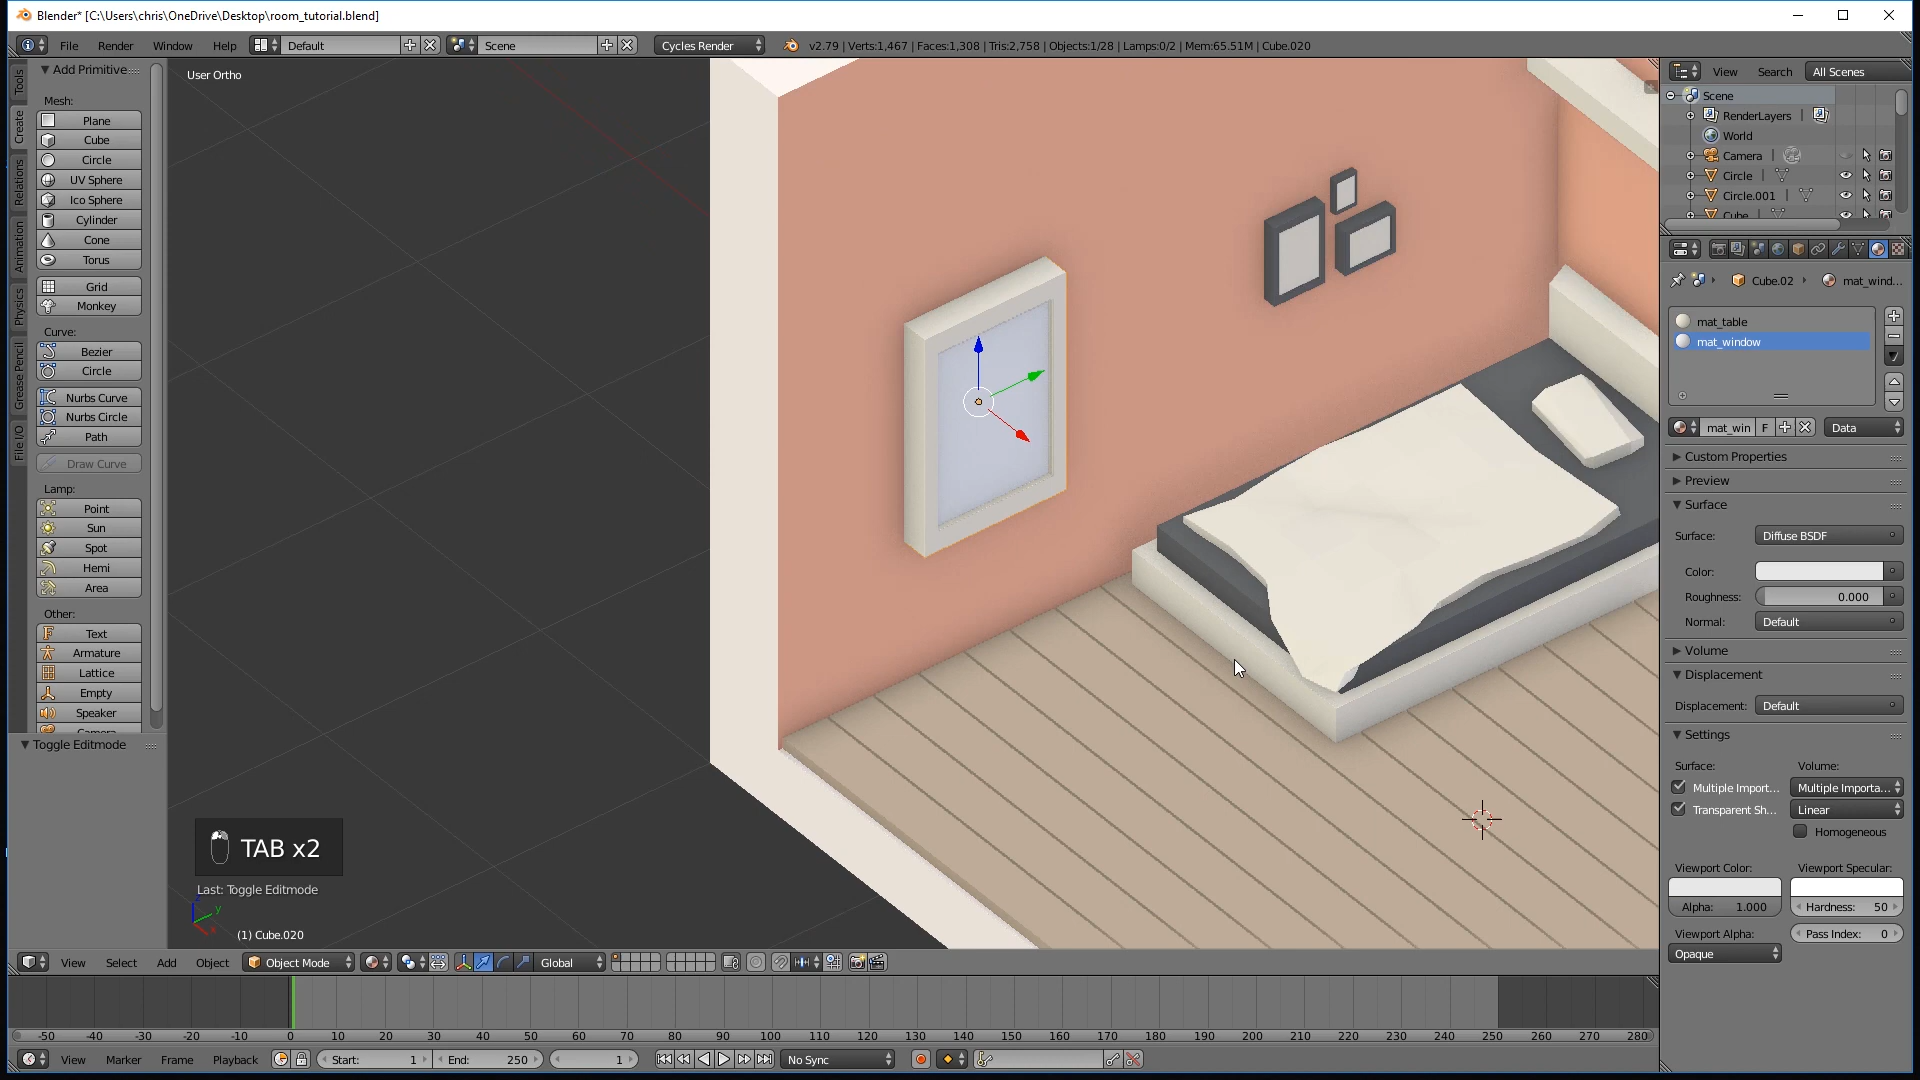 Blender* [C:\Users\chris\OneDrive\Desktop\room_tutorial.blend]
File Render Window Help Default Scene Cycles Render v2.79 | Verts:1,467 | Faces:1,308 | Tris:2,758 | Objects:1/28 | Lamps:0/2 | Mem:65.51M | Cube.020
Tools
Create
Relations
Animation
Physics
Grease Pencil
File I/O
Add Primitive
Mesh:
Plane
Cube
Circle
UV Sphere
Ico Sphere
Cylinder
Cone
Torus
Grid
Monkey
Curve:
Bezier
Circle
Nurbs Curve
Nurbs Circle
Path
Draw Curve
Lamp:
Point
Sun
Spot
Hemi
Area
Other:
Text
Armature
Lattice
Empty
Speaker
Camera
Toggle Editmode
User Ortho
TAB x2
Last: Toggle Editmode
(1) Cube.020
View Search All Scenes
Scene
RenderLayers
World
Camera
Circle
Circle.001
Cube
Cube.02 mat_wind...
mat_table
mat_window
mat_win F Data
Custom Properties
Preview
Surface
Surface: Diffuse BSDF
Color:
Roughness: 0.000
Normal: Default
Volume
Displacement
Displacement: Default
Settings
Surface: Volume:
Multiple Import... Multiple Importa...
Transparent Sh... Linear
Homogeneous
Viewport Color: Viewport Specular:
Alpha: 1.000 Hardness: 50
Viewport Alpha: Pass Index: 0
Opaque
View Select Add Object Object Mode Global
-50 -40 -30 -20 -10 0 10 20 30 40 50 60 70 80 90 100 110 120 130 140 150 160 170 180 190 200 210 220 230 240 250 260 270 280
View Marker Frame Playback Start: 1 End: 250 1 No Sync